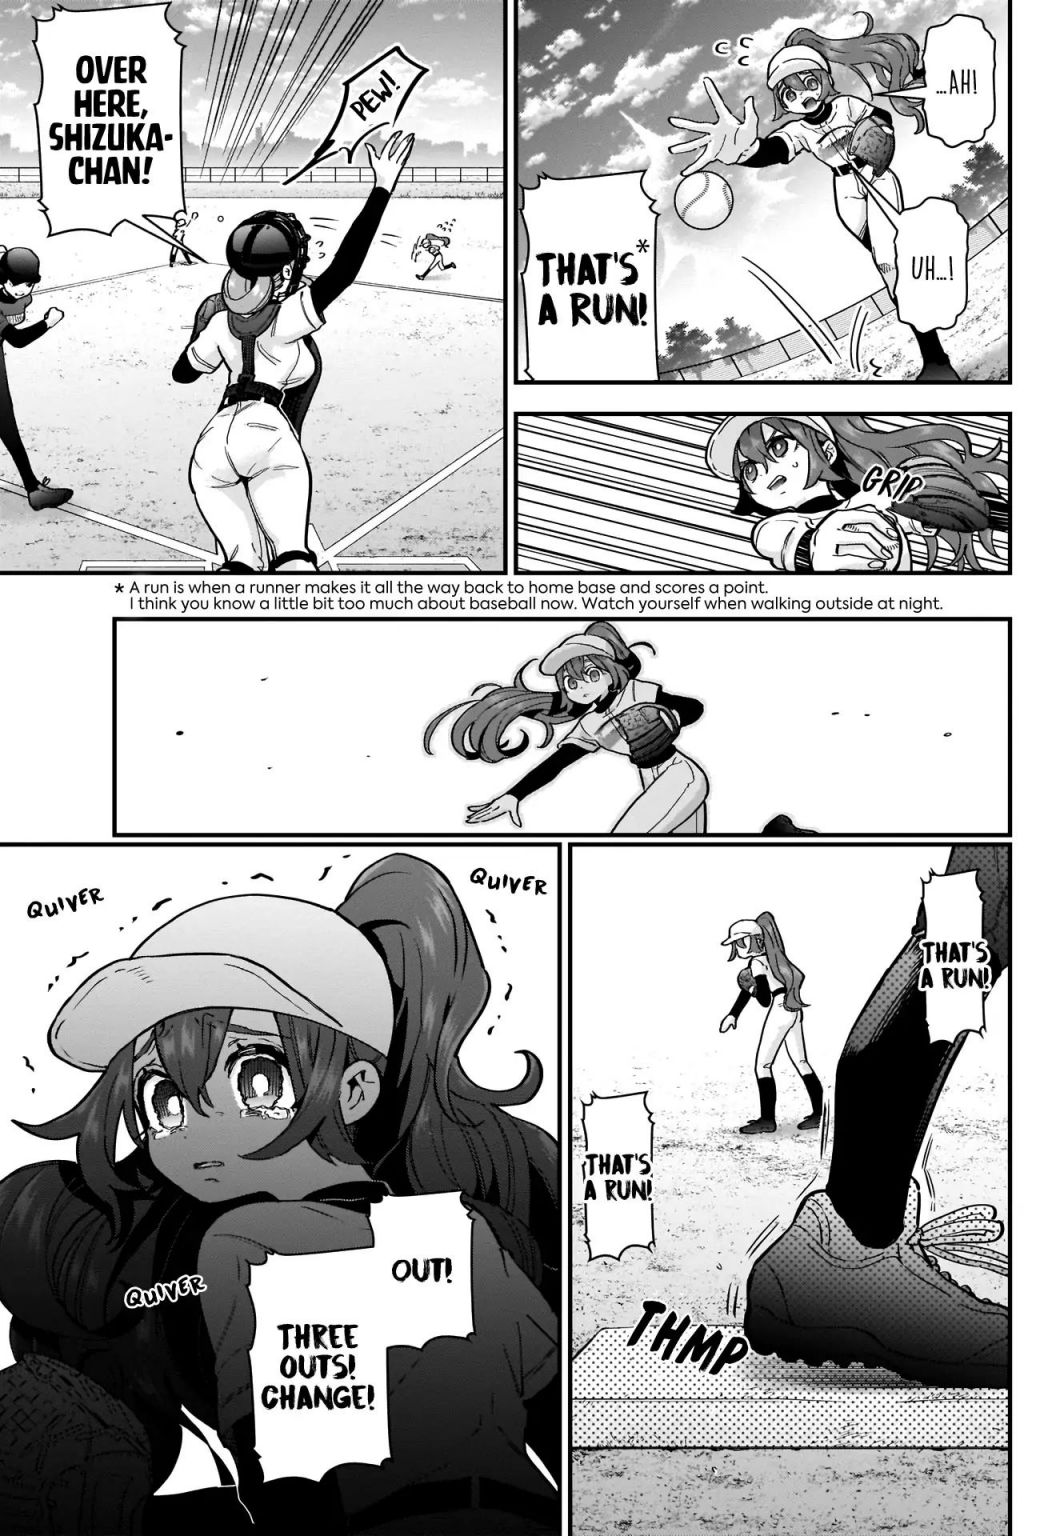 ...AH!
UH...!
THAT'S*
A RUN!
GRIP
OVER
HERE,
SHIZUKA-
CHAN!
PEW!
* A run is when a runner makes it all the way back to home base and scores a point.
I think you know a little bit too much about baseball now. Watch yourself when walking outside at night.
THAT'S
A RUN!
THAT'S
A RUN!
THMP
QUIVER
QUIVER
QUIVER
OUT!
THREE
OUTS!
CHANGE!